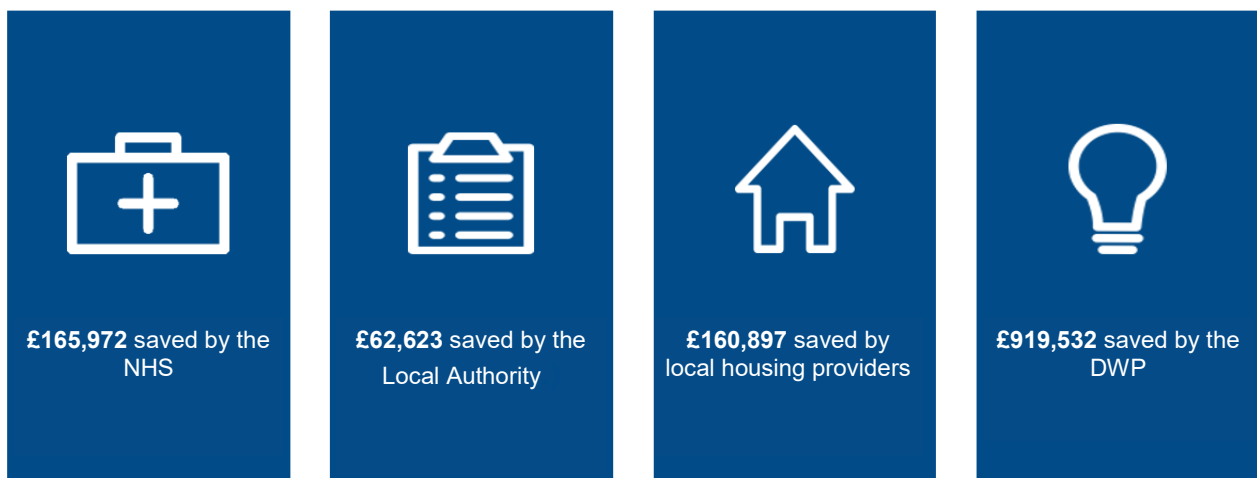 £165,972 saved by the
NHS
£62,623 saved by the
Local Authority
£160,897 saved by
local housing providers
£919,532 saved by the
DWP